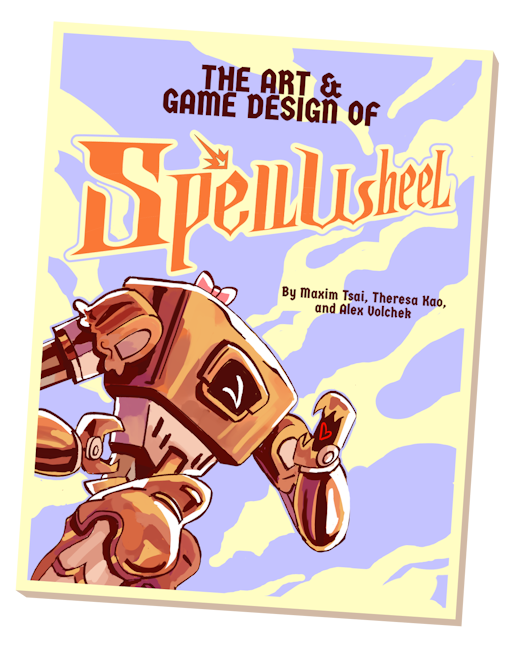 THE ART &
GAME DESIGN OF
Spellwheel
By Maxim Tsai, Theresa Kao,
and Alex Volchek